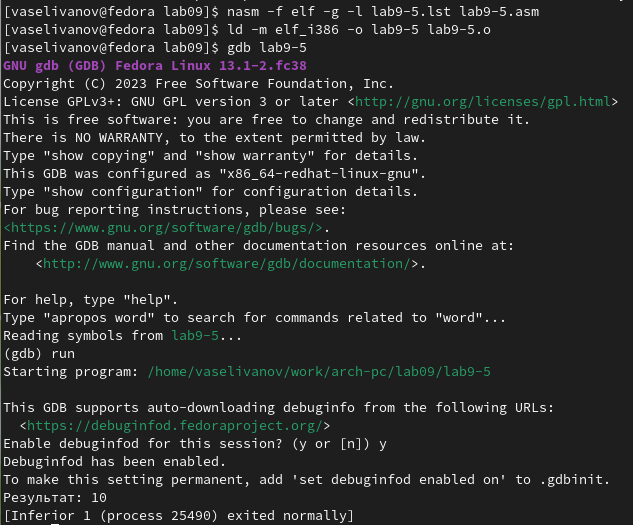 [vaselivanov@fedora lab09]$ nasm -f elf -g -l lab9-5.lst lab9-5.asm
[vaselivanov@fedora lab09]$ ld -m elf_i386 -o lab9-5 lab9-5.o
[vaselivanov@fedora lab09]$ gdb lab9-5
GNU gdb (GDB) Fedora Linux 13.1-2.fc38
Copyright (C) 2023 Free Software Foundation, Inc.
License GPLv3+: GNU GPL version 3 or later <http://gnu.org/licenses/gpl.html>
This is free software: you are free to change and redistribute it.
There is NO WARRANTY, to the extent permitted by law.
Type "show copying" and "show warranty" for details.
This GDB was configured as "x86_64-redhat-linux-gnu".
Type "show configuration" for configuration details.
For bug reporting instructions, please see:
<https://www.gnu.org/software/gdb/bugs/>.
Find the GDB manual and other documentation resources online at:
    <http://www.gnu.org/software/gdb/documentation/>.

For help, type "help".
Type "apropos word" to search for commands related to "word"...
Reading symbols from lab9-5...
(gdb) run
Starting program: /home/vaselivanov/work/arch-pc/lab09/lab9-5

This GDB supports auto-downloading debuginfo from the following URLs:
  <https://debuginfod.fedoraproject.org/>
Enable debuginfod for this session? (y or [n]) y
Debuginfod has been enabled.
To make this setting permanent, add 'set debuginfod enabled on' to .gdbinit.
Результат: 10
[Inferior 1 (process 25490) exited normally]